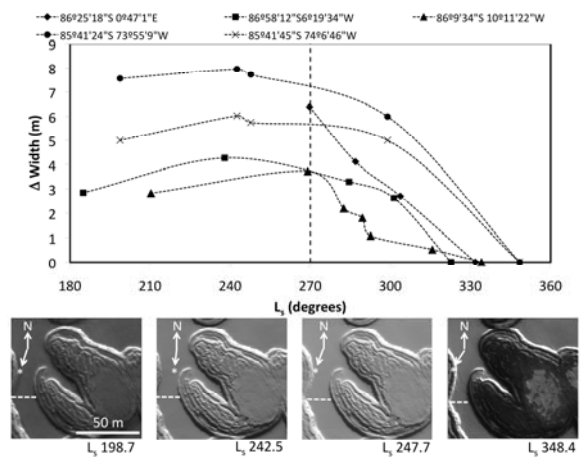 86º25'18"S 0º47'1"E 86º58'12"S56º19'34"W 86º9'34"S 10º11'22"W
85º41'24"S 73º55'9"W 85º41'45"S 74º6'46"W
9
8
7
6
5
4
3
2
1
0
Δ Width (m)
180 210 240 270 300 330 360
Ls (degrees)
N N N N
* * *
50 m
Ls 198.7 Ls 242.5 Ls 247.7 Ls 348.4